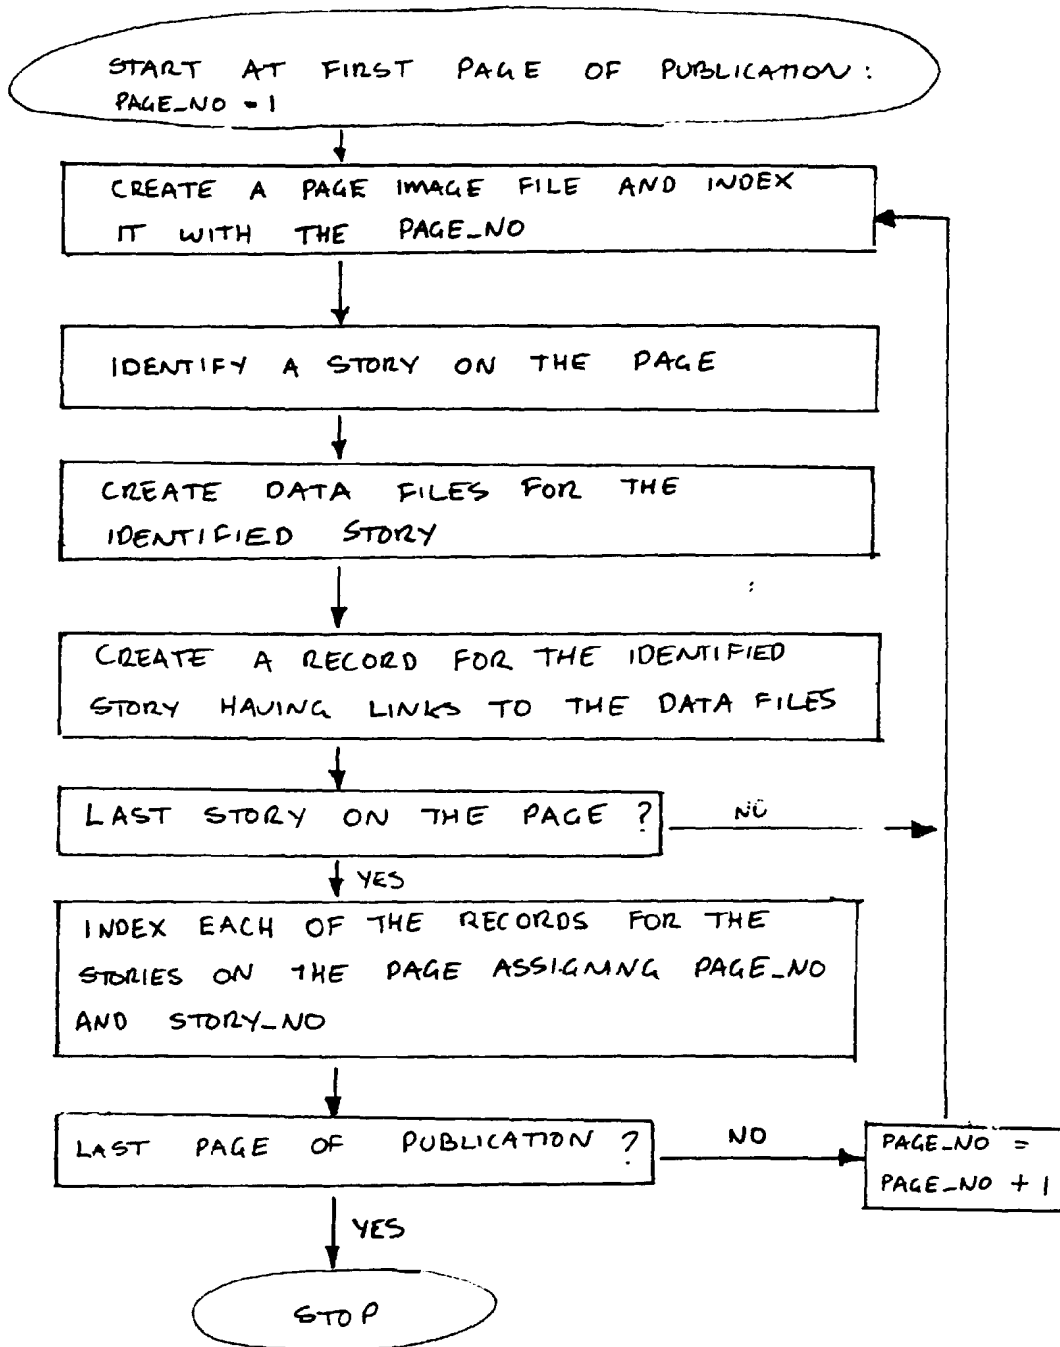 START AT FIRST PAGE OF PUBLICATION:
PAGE_NO = 1
CREATE A PAGE IMAGE FILE AND INDEX
IT WITH THE PAGE_NO
IDENTIFY A STORY ON THE PAGE
CREATE DATA FILES FOR THE
IDENTIFIED STORY
CREATE A RECORD FOR THE IDENTIFIED
STORY HAVING LINKS TO THE DATA FILES
LAST STORY ON THE PAGE ?
NO
YES
INDEX EACH OF THE RECORDS FOR THE
STORIES ON THE PAGE ASSIGNING PAGE_NO
AND STORY_NO
LAST PAGE OF PUBLICATION ?
NO
PAGE_NO =
PAGE_NO + 1
YES
STOP